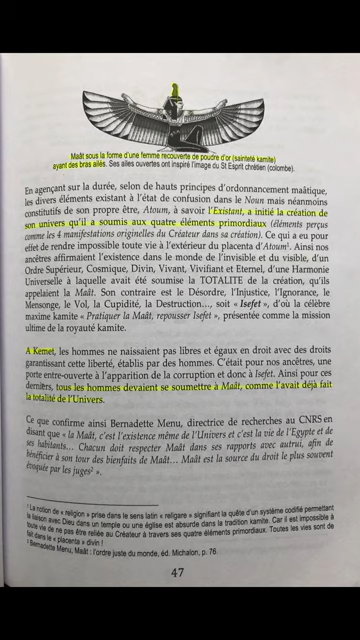 Maât sous la forme d'une femme recouverte de poudre d'or (sainteté kamite)
ayant des bras ailés. Ses ailes ouvertes ont inspiré l'image du St Esprit chrétien (colombe).
En agençant sur la durée, selon de hauts principes d'ordonnancement maâtique,
les divers éléments existant à l'état de confusion dans le Noun mais néanmoins
constitutifs de son propre être, Atoum, à savoir l'Existant, a initié la création de
son univers qu'il a soumis aux quatre éléments primordiaux (éléments perçus
comme les 4 manifestations originelles du Créateur dans sa création). Ce qui a eu pour
effet de rendre impossible toute vie à l'extérieur du placenta d'Atoum¹. Ainsi nos
ancêtres affirmaient l'existence dans le monde de l'invisible et du visible, d'un
Ordre Supérieur, Cosmique, Divin, Vivant, Vivifiant et Eternel, d'une Harmonie
Universelle à laquelle avait été soumise la TOTALITE de la création, qu'ils
appelaient la Maât. Son contraire est le Désordre, l'Injustice, l'Ignorance, le
Mensonge, le Vol, la Cupidité, la Destruction…, soit « Isefet », d'où la célèbre
maxime kamite « Pratiquer la Maât, repousser Isefet », présentée comme la mission
ultime de la royauté kamite.
A Kemet, les hommes ne naissaient pas libres et égaux en droit avec des droits
garantissant cette liberté, établis par des hommes. C'était pour nos ancêtres, une
porte entre-ouverte à l'apparition de la corruption et donc à Isefet. Ainsi pour ces
derniers, tous les hommes devaient se soumettre à Maât, comme l'avait déjà fait
la totalité de l'Univers.
Ce que confirme ainsi Bernadette Menu, directrice de recherches au CNRS en
disant que « la Maât, c'est l'existence même de l'Univers et c'est la vie de l'Egypte et de
ses habitants… Chacun doit respecter Maât dans ses rapports avec autrui, afin de
bénéficier à son tour des bienfaits de Maât… Maât est la source du droit le plus souvent
évoquée par les juges² ».
¹ La notion de « religion » prise dans le sens latin « religare » signifiant la quête d'un système codifié permettant
la liaison avec Dieu dans un temple ou une église est absurde dans la tradition kamite. Car il est impossible à
toute vie de ne pas être reliée au Créateur à travers ses quatre éléments primordiaux. Toutes les vies sont de
fait dans le « placenta » divin !
² Bernadette Menu, Maât : l'ordre juste du monde, éd. Michalon, p. 76.
47